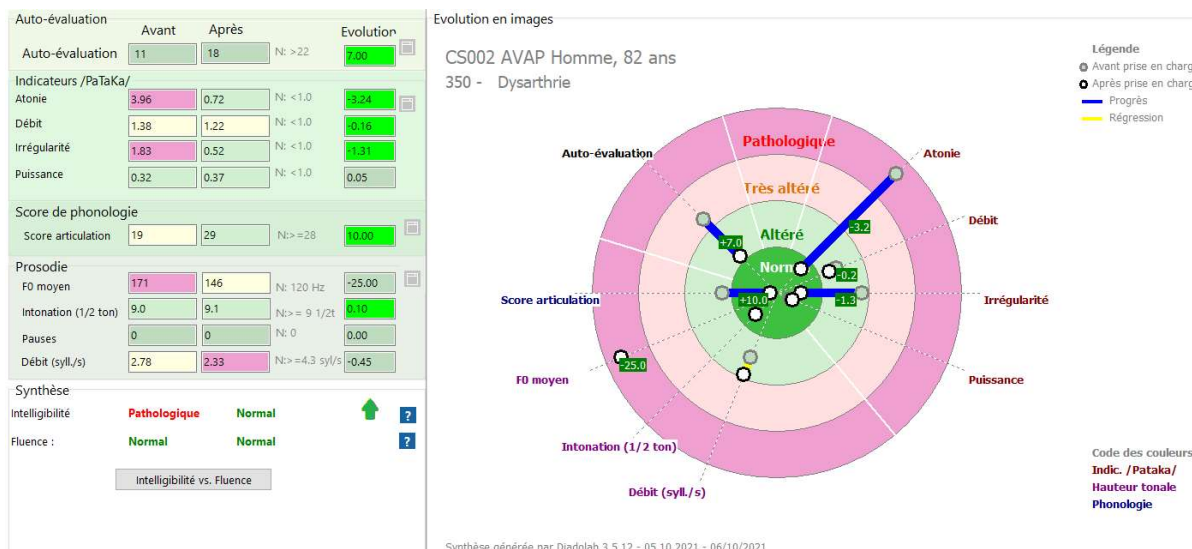 Auto-évaluation
Avant Après Evolution
Auto-évaluation 11 18 N: >22 7.00
Indicateurs /PaTaKa/
Atonie 3.96 0.72 N: <1.0 -3.24
Débit 1.38 1.22 N: <1.0 -0.16
Irrégularité 1.83 0.52 N: <1.0 -1.31
Puissance 0.32 0.37 N: <1.0 0.05
Score de phonologie
Score articulation 19 29 N:>=28 10.00
Prosodie
F0 moyen 171 146 N: 120 Hz -25.00
Intonation (1/2 ton) 9.0 9.1 N:>= 9 1/2t 0.10
Pauses 0 0 N: 0 0.00
Débit (syll./s) 2.78 2.33 N:>=4.3 syl/s -0.45
Synthèse
Intelligibilité Pathologique Normal ?
Fluence : Normal Normal ?
Intelligibilité vs. Fluence
Evolution en images
CS002 AVAP Homme, 82 ans
350 - Dysarthrie
Légende
Avant prise en charg
Après prise en charg
Progrès
Régression
Pathologique
Auto-évaluation
Atonie
Très altéré
Débit
-3.2
Altéré
+7.0
Norm
-0.2
Score articulation
+10.0
-1.3
Irrégularité
-25.0
F0 moyen
Puissance
Intonation (1/2 ton)
Débit (syll./s)
Code des couleurs
Indic. /Pataka/
Hauteur tonale
Phonologie
Synthèse générée par Diadolab 3.5.12 - 05.10.2021 - 06/10/2021